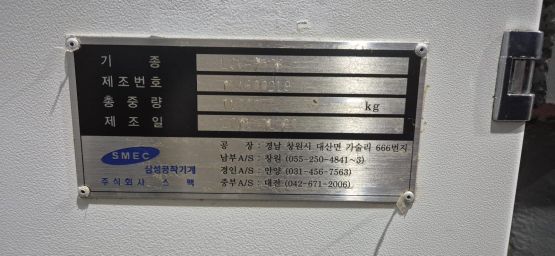 기 종
제조번호
총중량 kg
제조일
SMEC
삼성공작기계
주식회사 스 맥
공 장 : 경남 창원시 대산면 가술리 666번지
남부A/S : 창원 (055-250-4841~3)
경인A/S : 안양 (031-456-7563)
중부A/S : 대전 (042-671-2006)